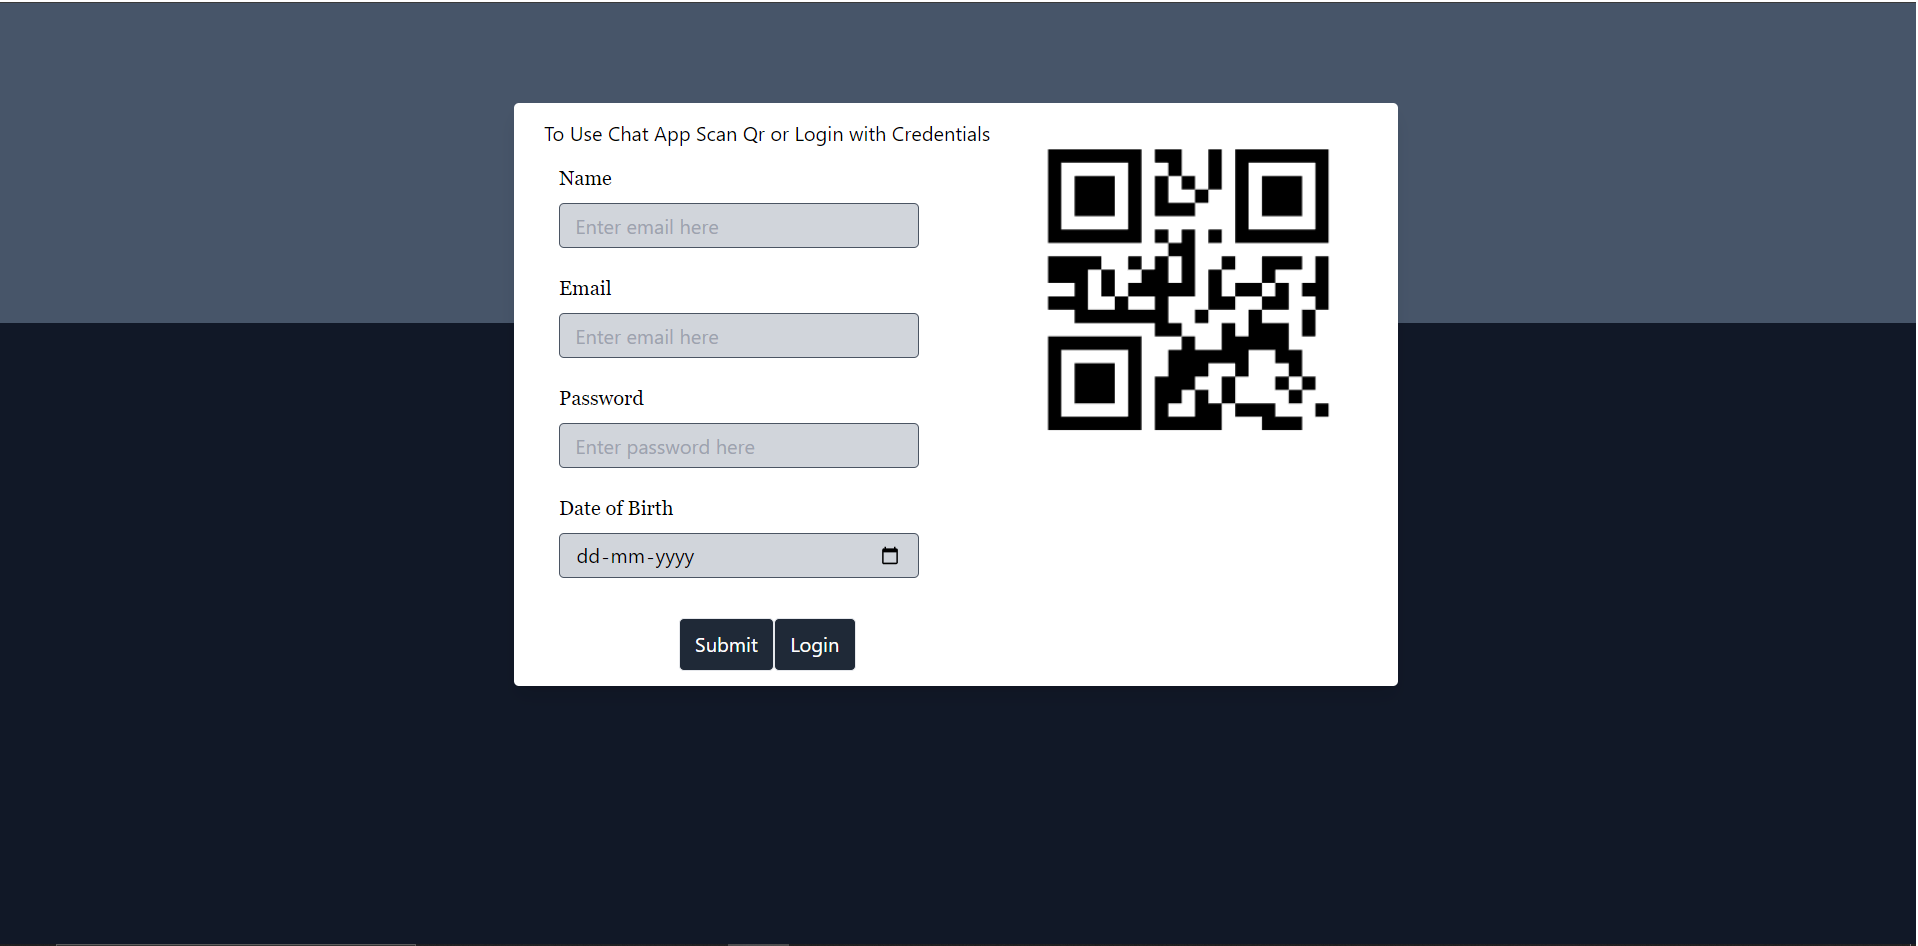 To Use Chat App Scan Qr or Login with Credentials
Name
Enter email here
Email
Enter email here
Password
Enter password here
Date of Birth
dd-mm-yyyy
Submit Login